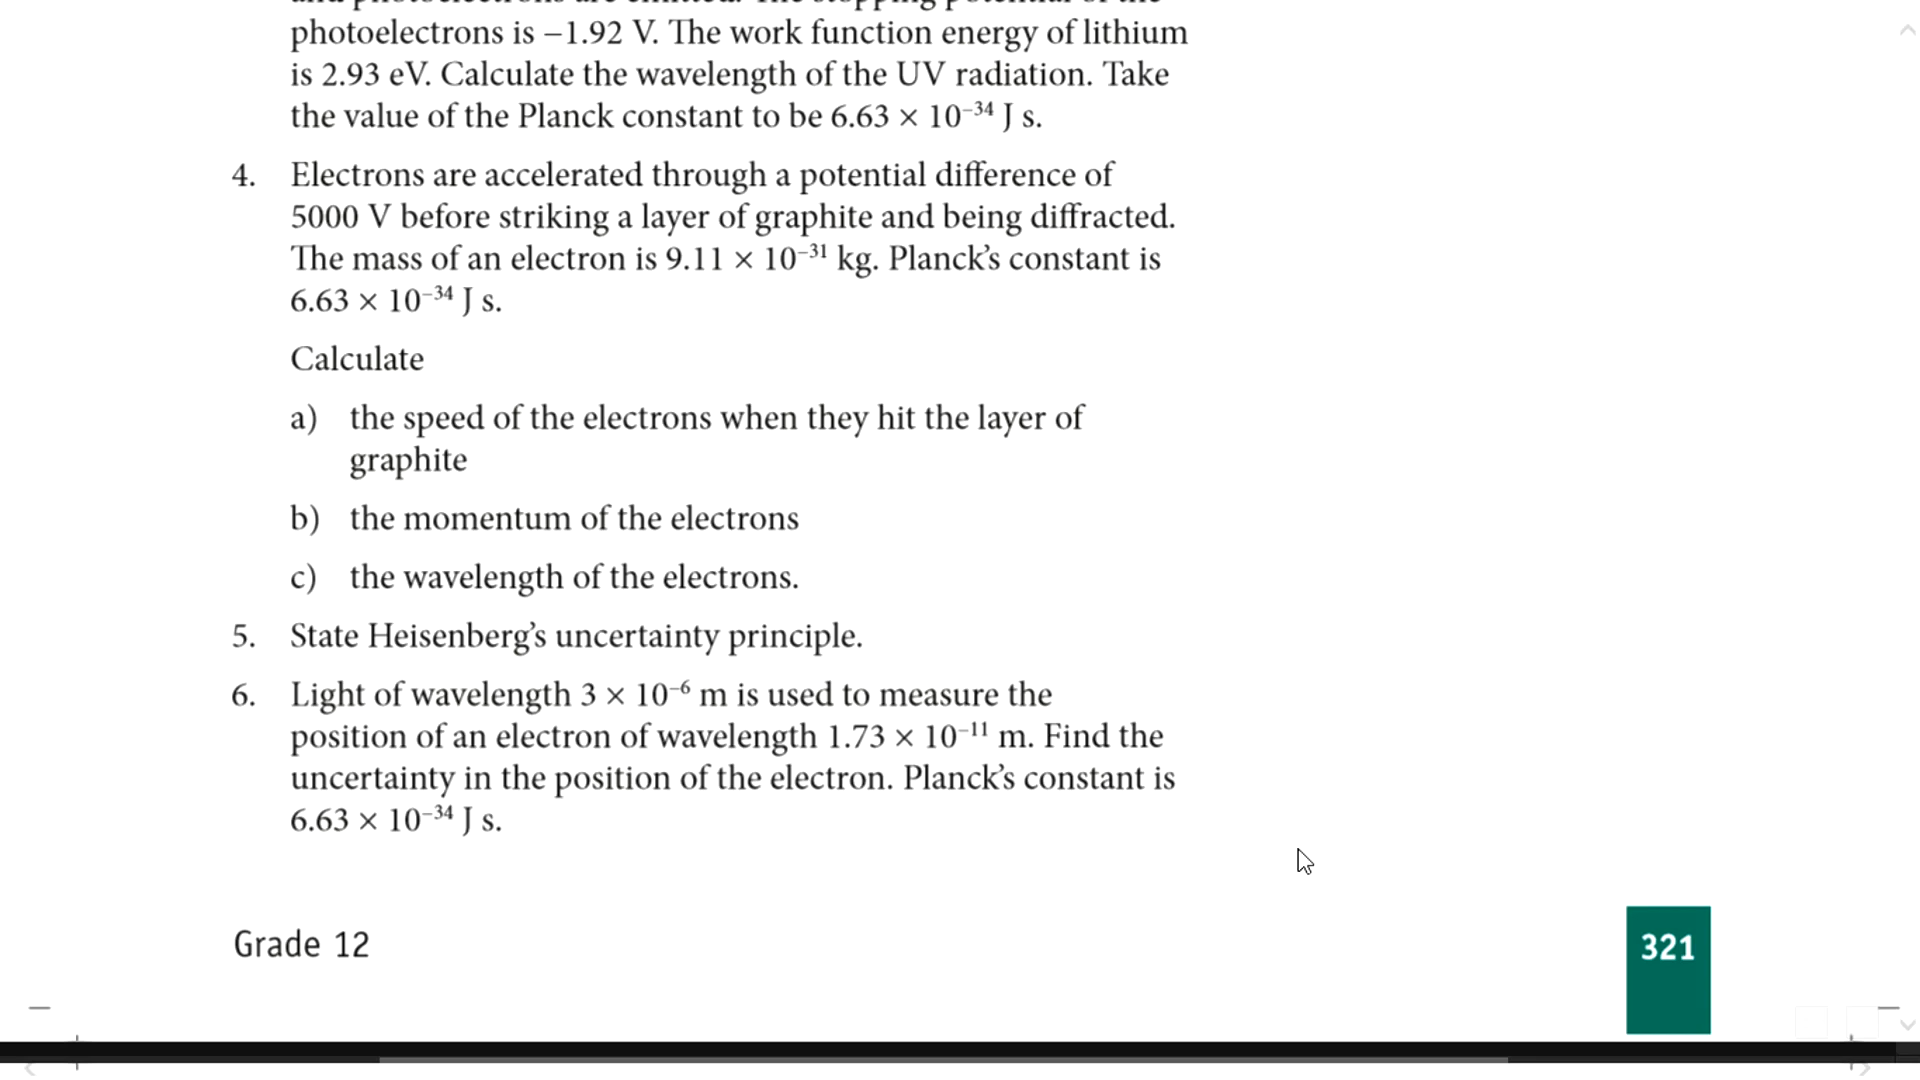 photoelectrons is −1.92 V. The work function energy of lithium
is 2.93 eV. Calculate the wavelength of the UV radiation. Take
the value of the Planck constant to be 6.63 × 10⁻³⁴ J s.
4. Electrons are accelerated through a potential difference of
5000 V before striking a layer of graphite and being diffracted.
The mass of an electron is 9.11 × 10⁻³¹ kg. Planck’s constant is
6.63 × 10⁻³⁴ J s.
Calculate
a) the speed of the electrons when they hit the layer of
graphite
b) the momentum of the electrons
c) the wavelength of the electrons.
5. State Heisenberg’s uncertainty principle.
6. Light of wavelength 3 × 10⁻⁶ m is used to measure the
position of an electron of wavelength 1.73 × 10⁻¹¹ m. Find the
uncertainty in the position of the electron. Planck’s constant is
6.63 × 10⁻³⁴ J s.
Grade 12
321